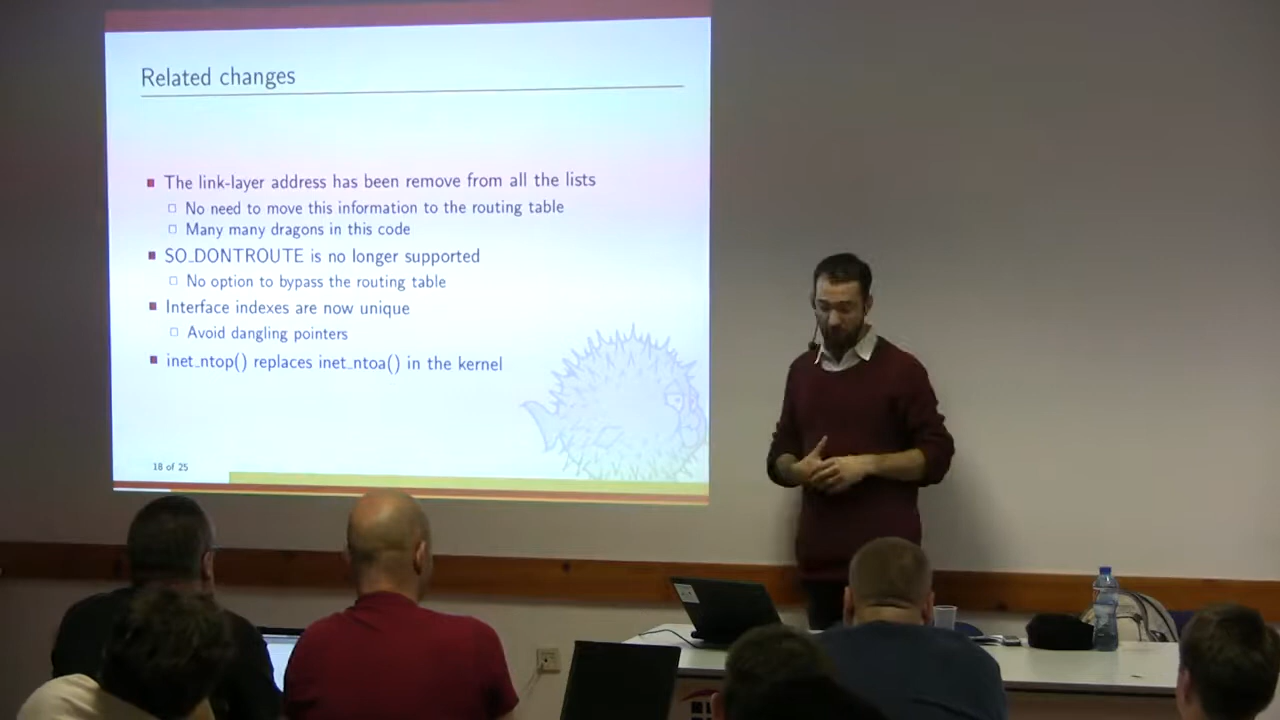 Related changes
The link-layer address has been remove from all the lists
No need to move this information to the routing table
Many many dragons in this code
SO_DONTROUTE is no longer supported
No option to bypass the routing table
Interface indexes are now unique
Avoid dangling pointers
inet_ntop() replaces inet_ntoa() in the kernel
18 of 25